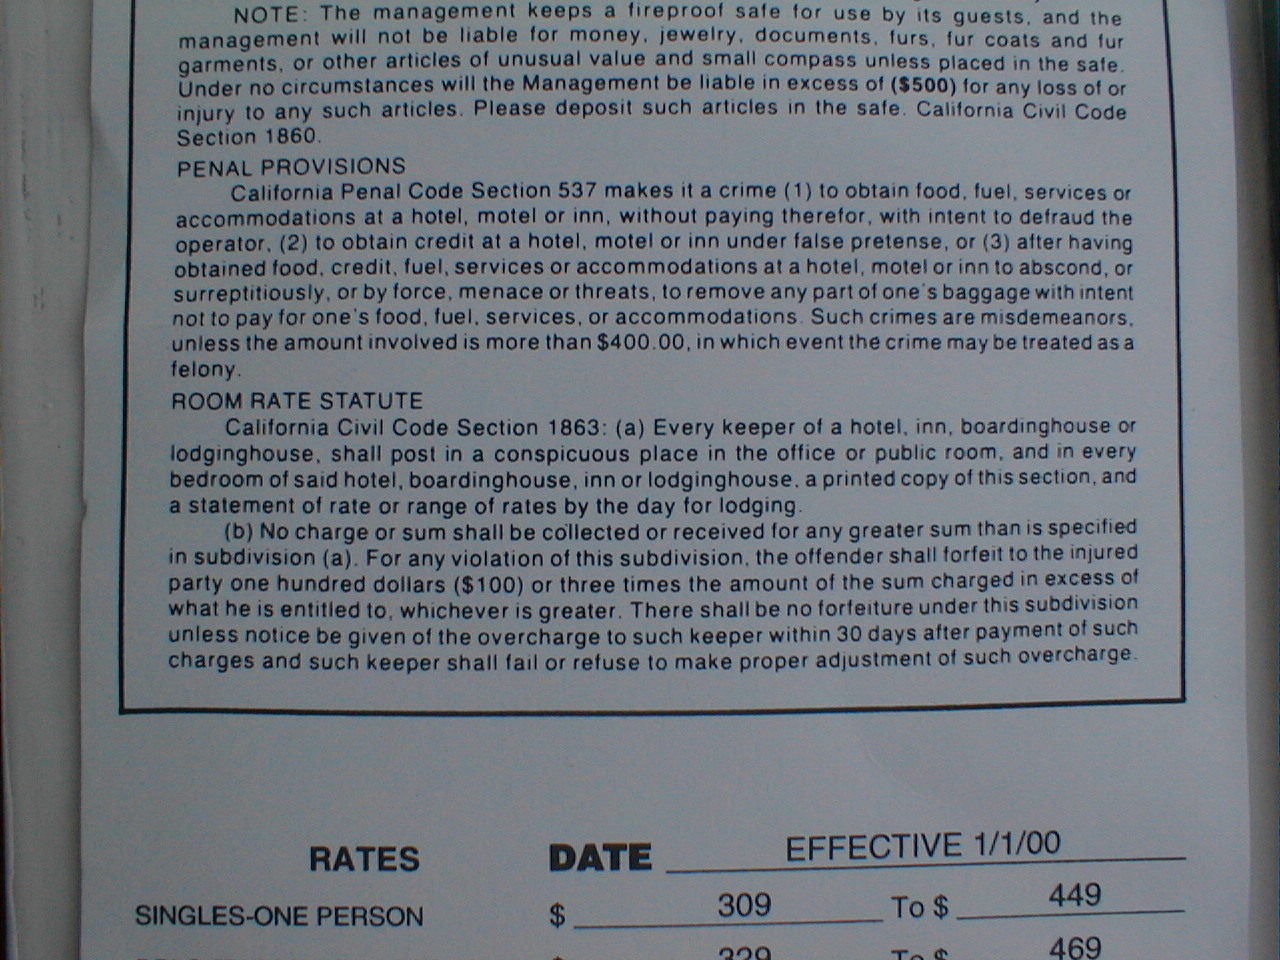 NOTE: The management keeps a fireproof safe for use by its guests, and the
management will not be liable for money, jewelry, documents, furs, fur coats and fur
garments, or other articles of unusual value and small compass unless placed in the safe.
Under no circumstances will the Management be liable in excess of ($500) for any loss of or
injury to any such articles. Please deposit such articles in the safe. California Civil Code
Section 1860.
PENAL PROVISIONS
California Penal Code Section 537 makes it a crime (1) to obtain food, fuel, services or
accommodations at a hotel, motel or inn, without paying therefor, with intent to defraud the
operator, (2) to obtain credit at a hotel, motel or inn under false pretense, or (3) after having
obtained food, credit, fuel, services or accommodations at a hotel, motel or inn to abscond, or
surreptitiously, or by force, menace or threats, to remove any part of one's baggage with intent
not to pay for one's food, fuel, services, or accommodations. Such crimes are misdemeanors,
unless the amount involved is more than $400.00, in which event the crime may be treated as a
felony.
ROOM RATE STATUTE
California Civil Code Section 1863: (a) Every keeper of a hotel, inn, boardinghouse or
lodginghouse, shall post in a conspicuous place in the office or public room, and in every
bedroom of said hotel, boardinghouse, inn or lodginghouse, a printed copy of this section, and
a statement of rate or range of rates by the day for lodging.
(b) No charge or sum shall be collected or received for any greater sum than is specified
in subdivision (a). For any violation of this subdivision, the offender shall forfeit to the injured
party one hundred dollars ($100) or three times the amount of the sum charged in excess of
what he is entitled to, whichever is greater. There shall be no forfeiture under this subdivision
unless notice be given of the overcharge to such keeper within 30 days after payment of such
charges and such keeper shall fail or refuse to make proper adjustment of such overcharge.
RATES DATE EFFECTIVE 1/1/00
SINGLES-ONE PERSON $ 309 To $ 449
329 To $ 469